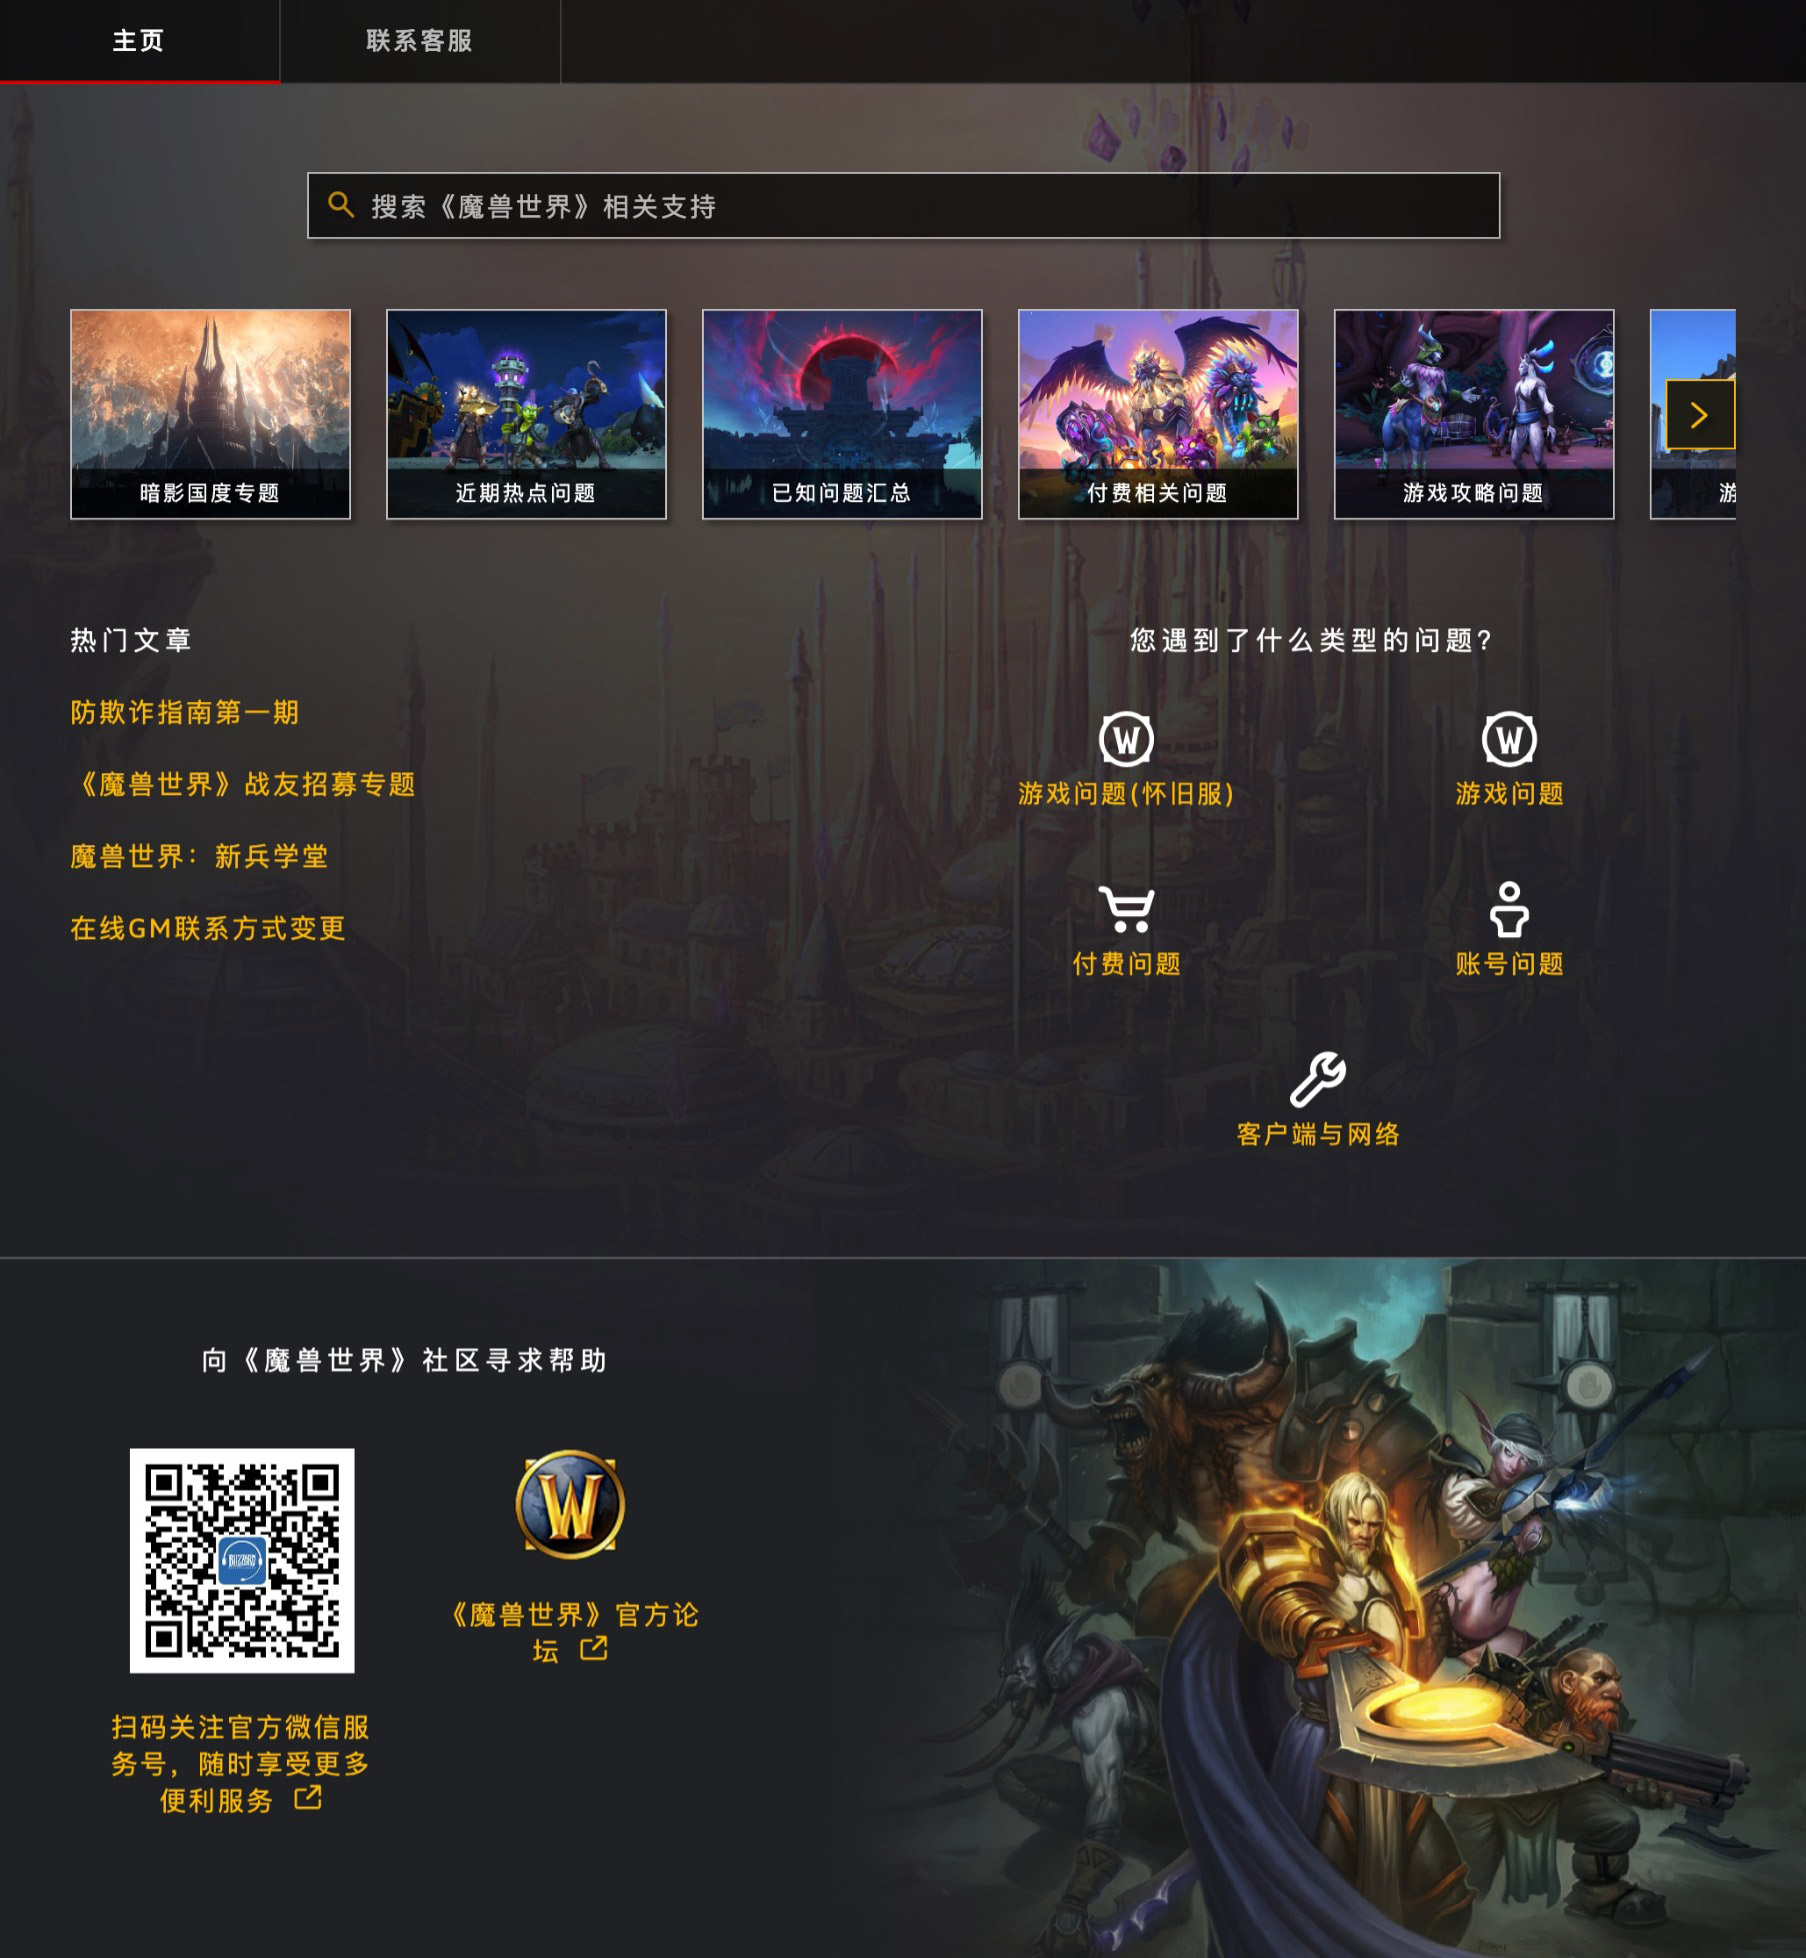 主页
联系客服
搜索《魔兽世界》相关支持
暗影国度专题
近期热点问题
已知问题汇总
付费相关问题
游戏攻略问题
游
热门文章
防欺诈指南第一期
《魔兽世界》战友招募专题
魔兽世界：新兵学堂
在线GM联系方式变更
您遇到了什么类型的问题?
W
游戏问题(怀旧服)
W
游戏问题
付费问题
账号问题
客户端与网络
向《魔兽世界》社区寻求帮助
BLIZZARD
扫码关注官方微信服
务号，随时享受更多
便利服务
W
《魔兽世界》官方论
坛